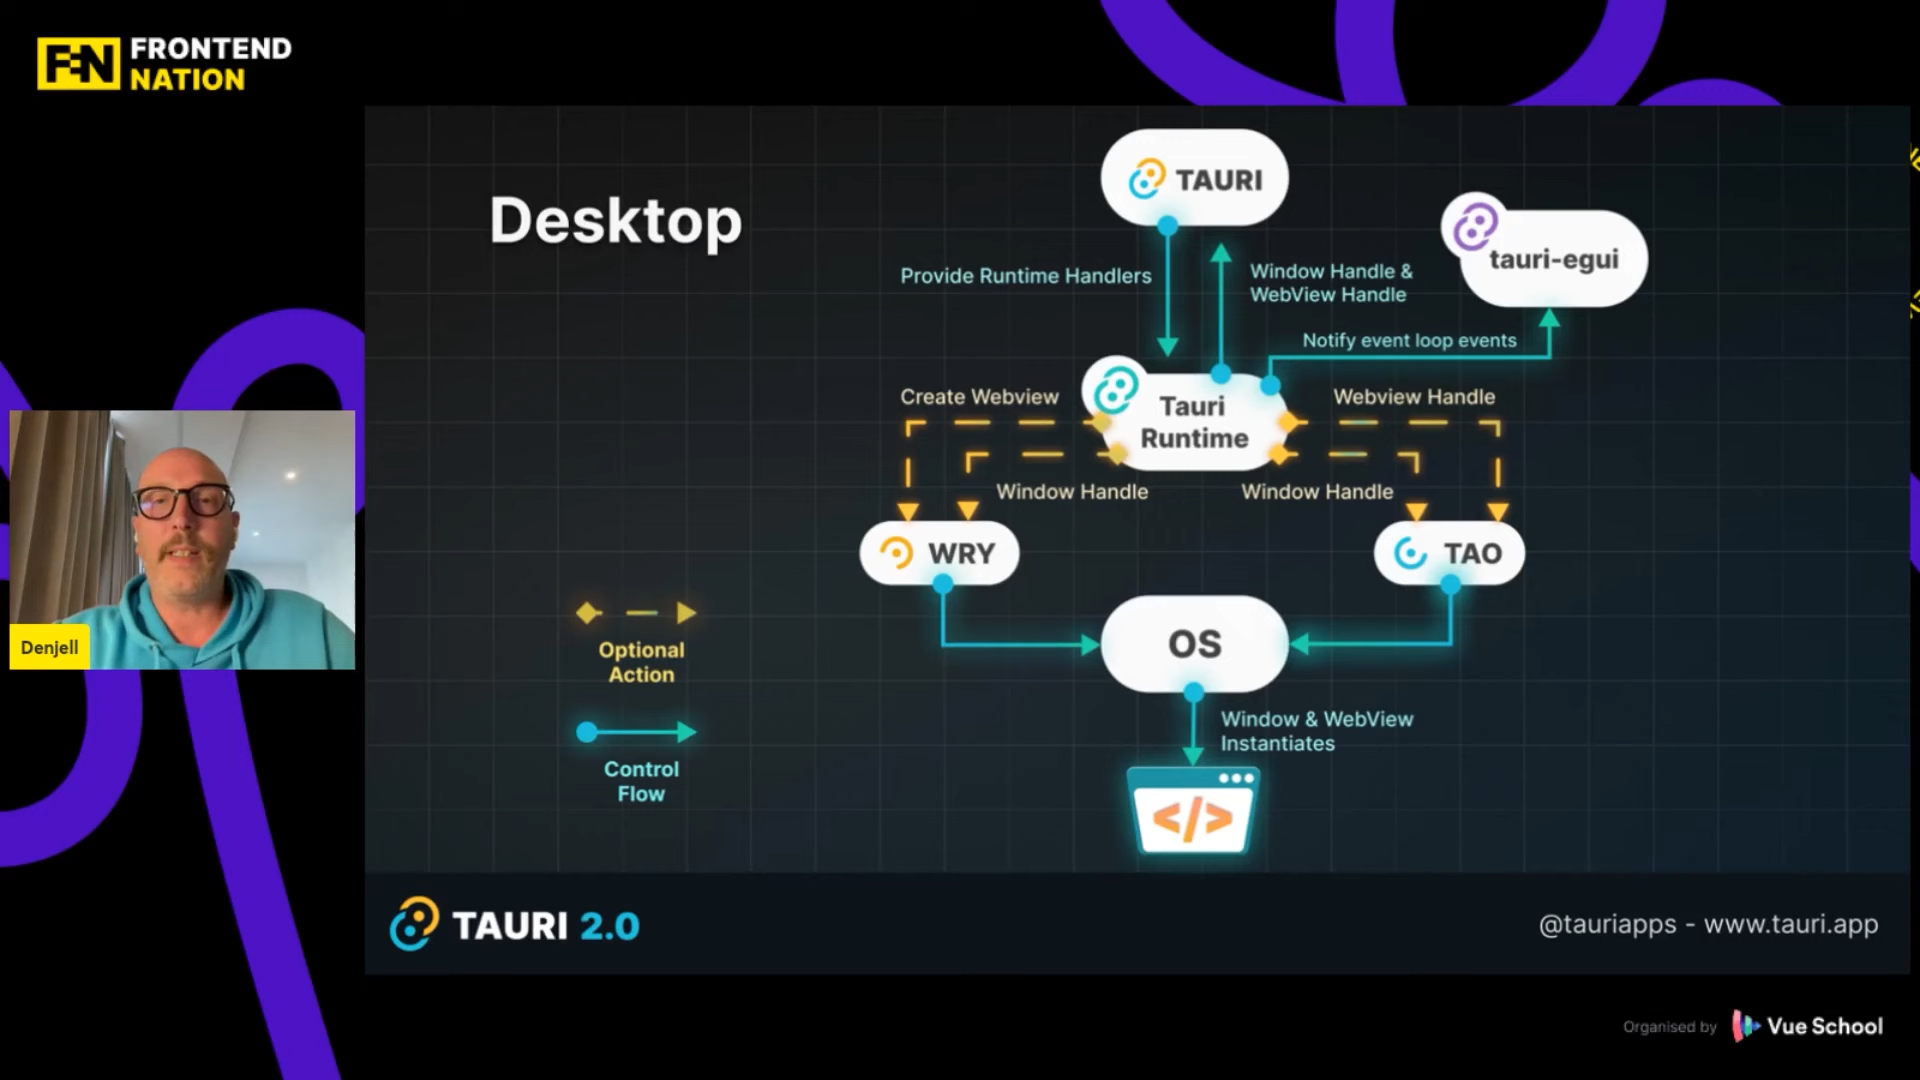 FEN
FRONTEND
NATION
Desktop
TAURI
tauri-egui
Provide Runtime Handlers
Window Handle &
WebView Handle
Notify event loop events
Create Webview
Tauri
Runtime
Webview Handle
Window Handle
Window Handle
WRY
TAO
OS
Optional
Action
Window & WebView
Instantiates
Control
Flow
</>
Denjell
TAURI 2.0
@tauriapps - www.tauri.app
Organised by
Vue School